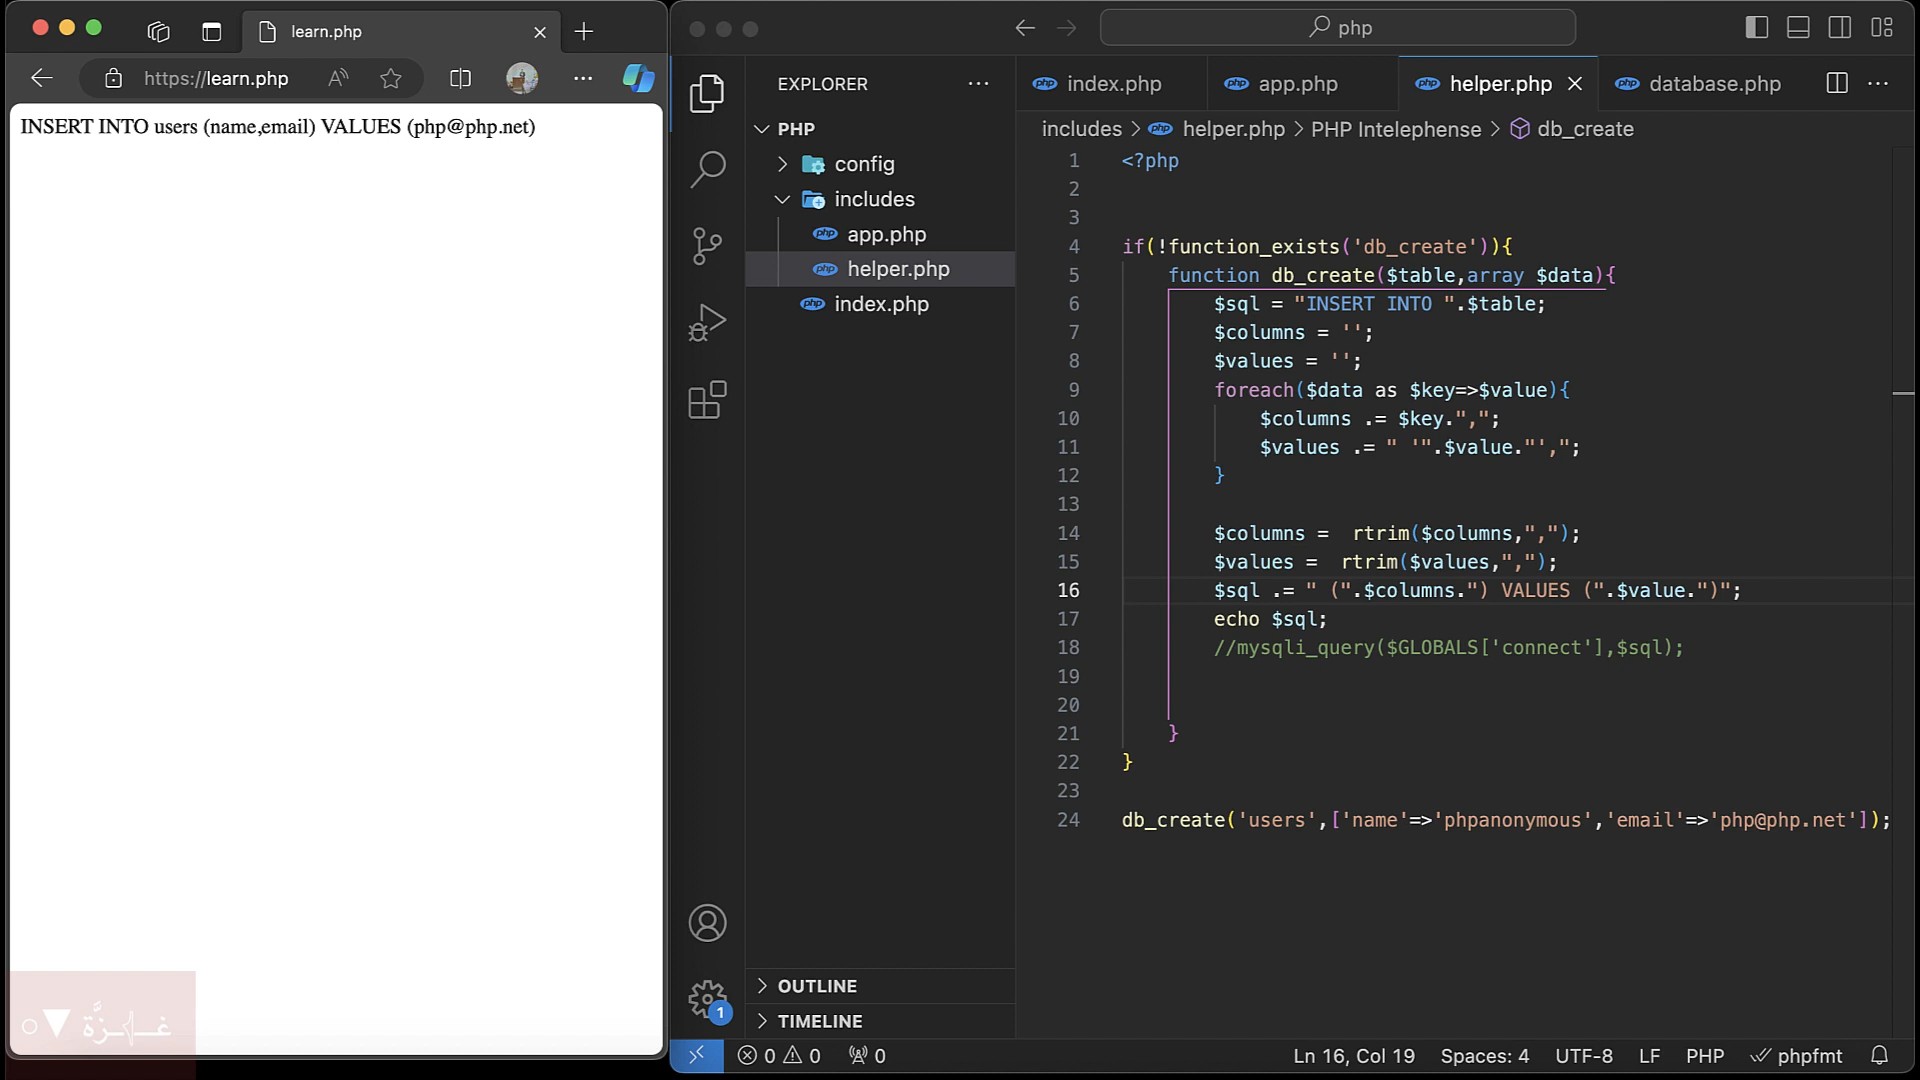 learn.php
https://learn.php
INSERT INTO users (name,email) VALUES (php@php.net)
غـزَّة
php
EXPLORER
PHP
config
includes
app.php
helper.php
index.php
OUTLINE
TIMELINE
index.php
app.php
helper.php
database.php
includes > helper.php > PHP Intelephense > db_create
1 <?php
2
3
4 if(!function_exists('db_create')){
5 function db_create($table,array $data){
6 $sql = "INSERT INTO ".$table;
7 $columns = '';
8 $values = '';
9 foreach($data as $key=>$value){
10 $columns .= $key.",";
11 $values .= " '".$value."',";
12 }
13
14 $columns =  rtrim($columns,",");
15 $values =  rtrim($values,",");
16 $sql .= " (".$columns.") VALUES (".$value.")";
17 echo $sql;
18 //mysqli_query($GLOBALS['connect'],$sql);
19
20
21 }
22 }
23
24 db_create('users',['name'=>'phpanonymous','email'=>'php@php.net']);
1
0 0 0 Ln 16, Col 19 Spaces: 4 UTF-8 LF PHP phpfmt